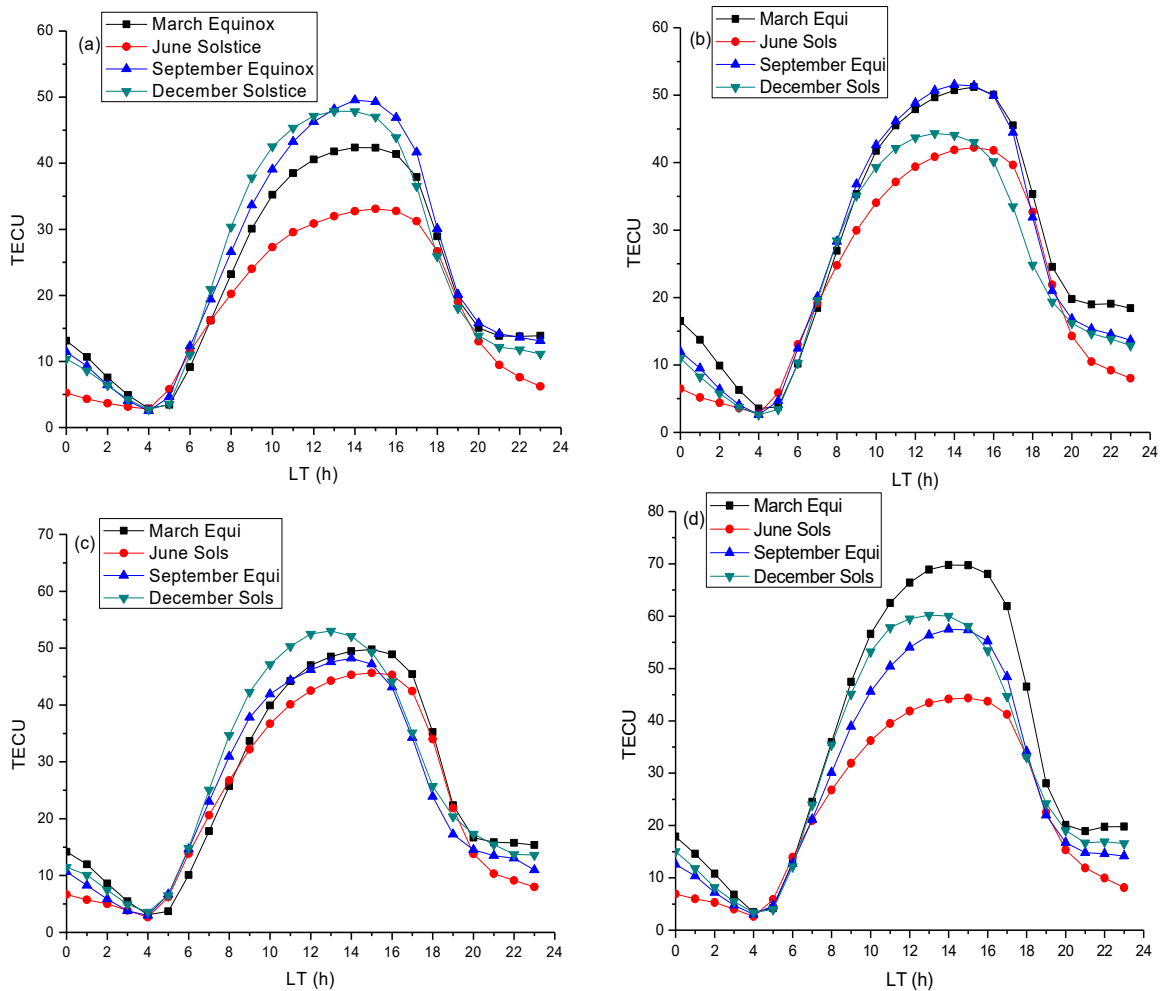 (a)
March Equinox
June Solstice
September Equinox
December Solstice
60
50
40
30
20
10
0
TECU
0 2 4 6 8 10 12 14 16 18 20 22 24
LT (h)
(b)
March Equi
June Sols
September Equi
December Sols
60
50
40
30
20
10
0
TECU
0 2 4 6 8 10 12 14 16 18 20 22 24
LT (h)
(c)
March Equi
June Sols
September Equi
December Sols
70
60
50
40
30
20
10
0
TECU
0 2 4 6 8 10 12 14 16 18 20 22 24
LT (h)
(d)
March Equi
June Sols
September Equi
December Sols
80
70
60
50
40
30
20
10
0
TECU
0 2 4 6 8 10 12 14 16 18 20 22 24
LT (h)